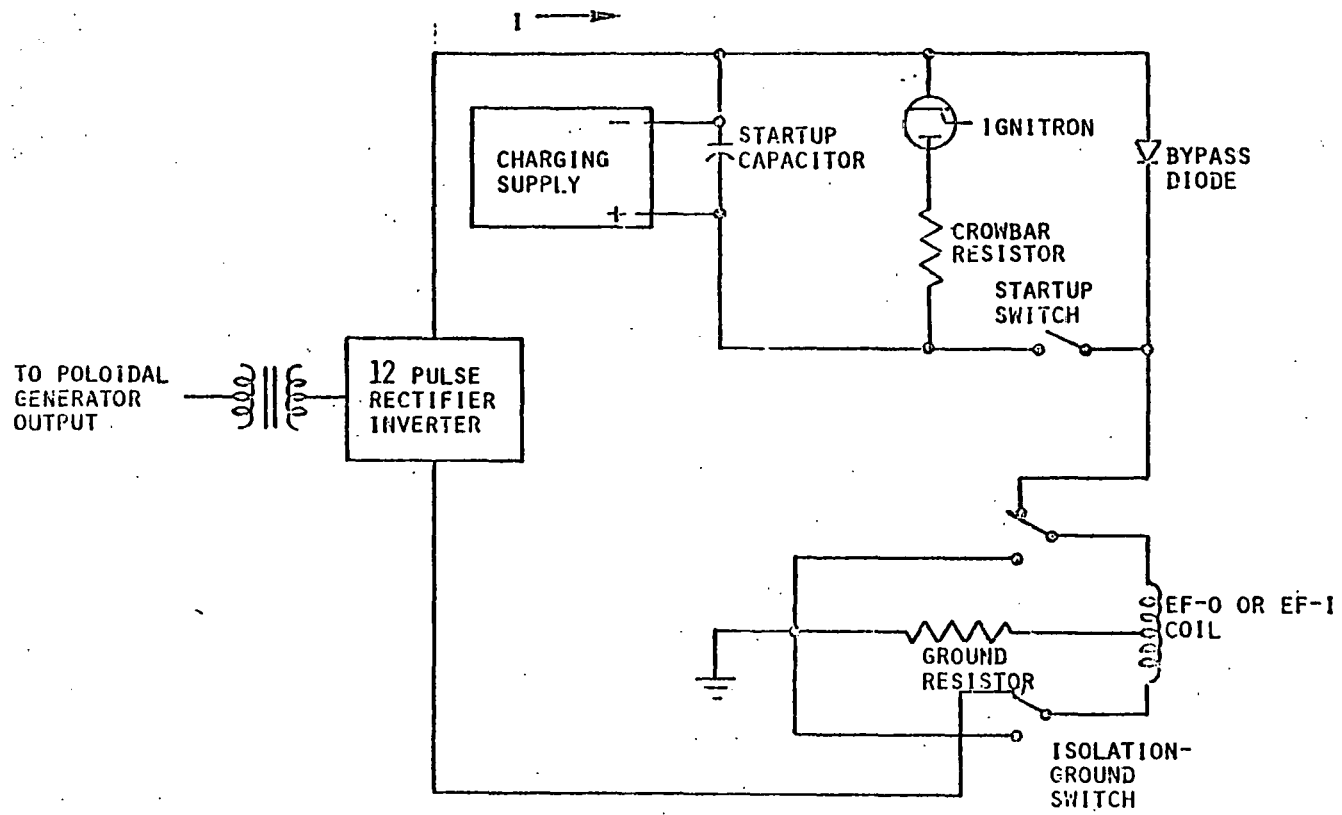 I
−
CHARGING
SUPPLY
+
STARTUP
CAPACITOR
IGNITRON
BYPASS
DIODE
CROWBAR
RESISTOR
STARTUP
SWITCH
TO POLOIDAL
GENERATOR
OUTPUT
12 PULSE
RECTIFIER
INVERTER
EF-O OR EF-I
COIL
GROUND
RESISTOR
ISOLATION-
GROUND
SWITCH